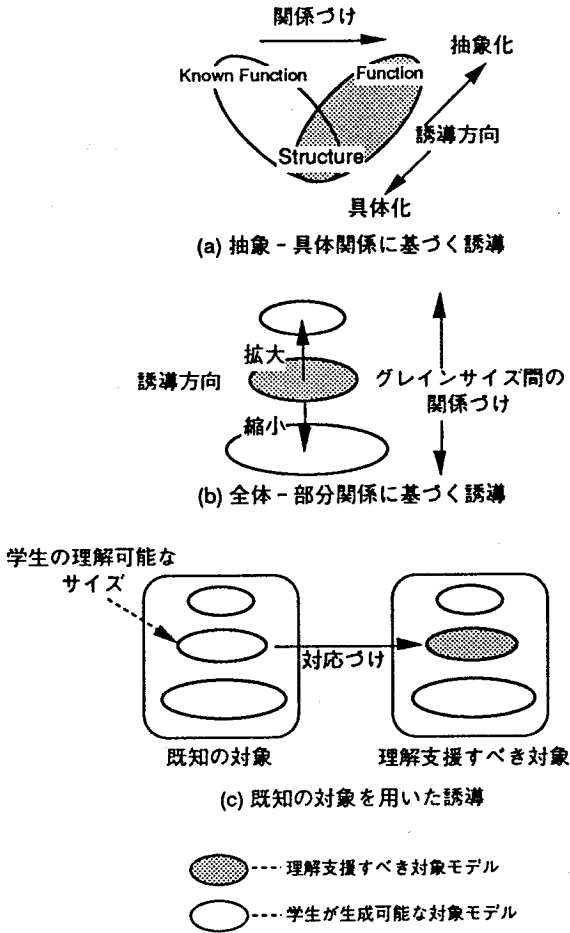 関係づけ
抽象化
Known Function
Function
誘導方向
Structure
具体化
(a) 抽象－具体関係に基づく誘導
拡大
誘導方向
グレインサイズ間の
関係づけ
縮小
(b) 全体－部分関係に基づく誘導
学生の理解可能な
サイズ
対応づけ
既知の対象
理解支援すべき対象
(c) 既知の対象を用いた誘導
理解支援すべき対象モデル
学生が生成可能な対象モデル